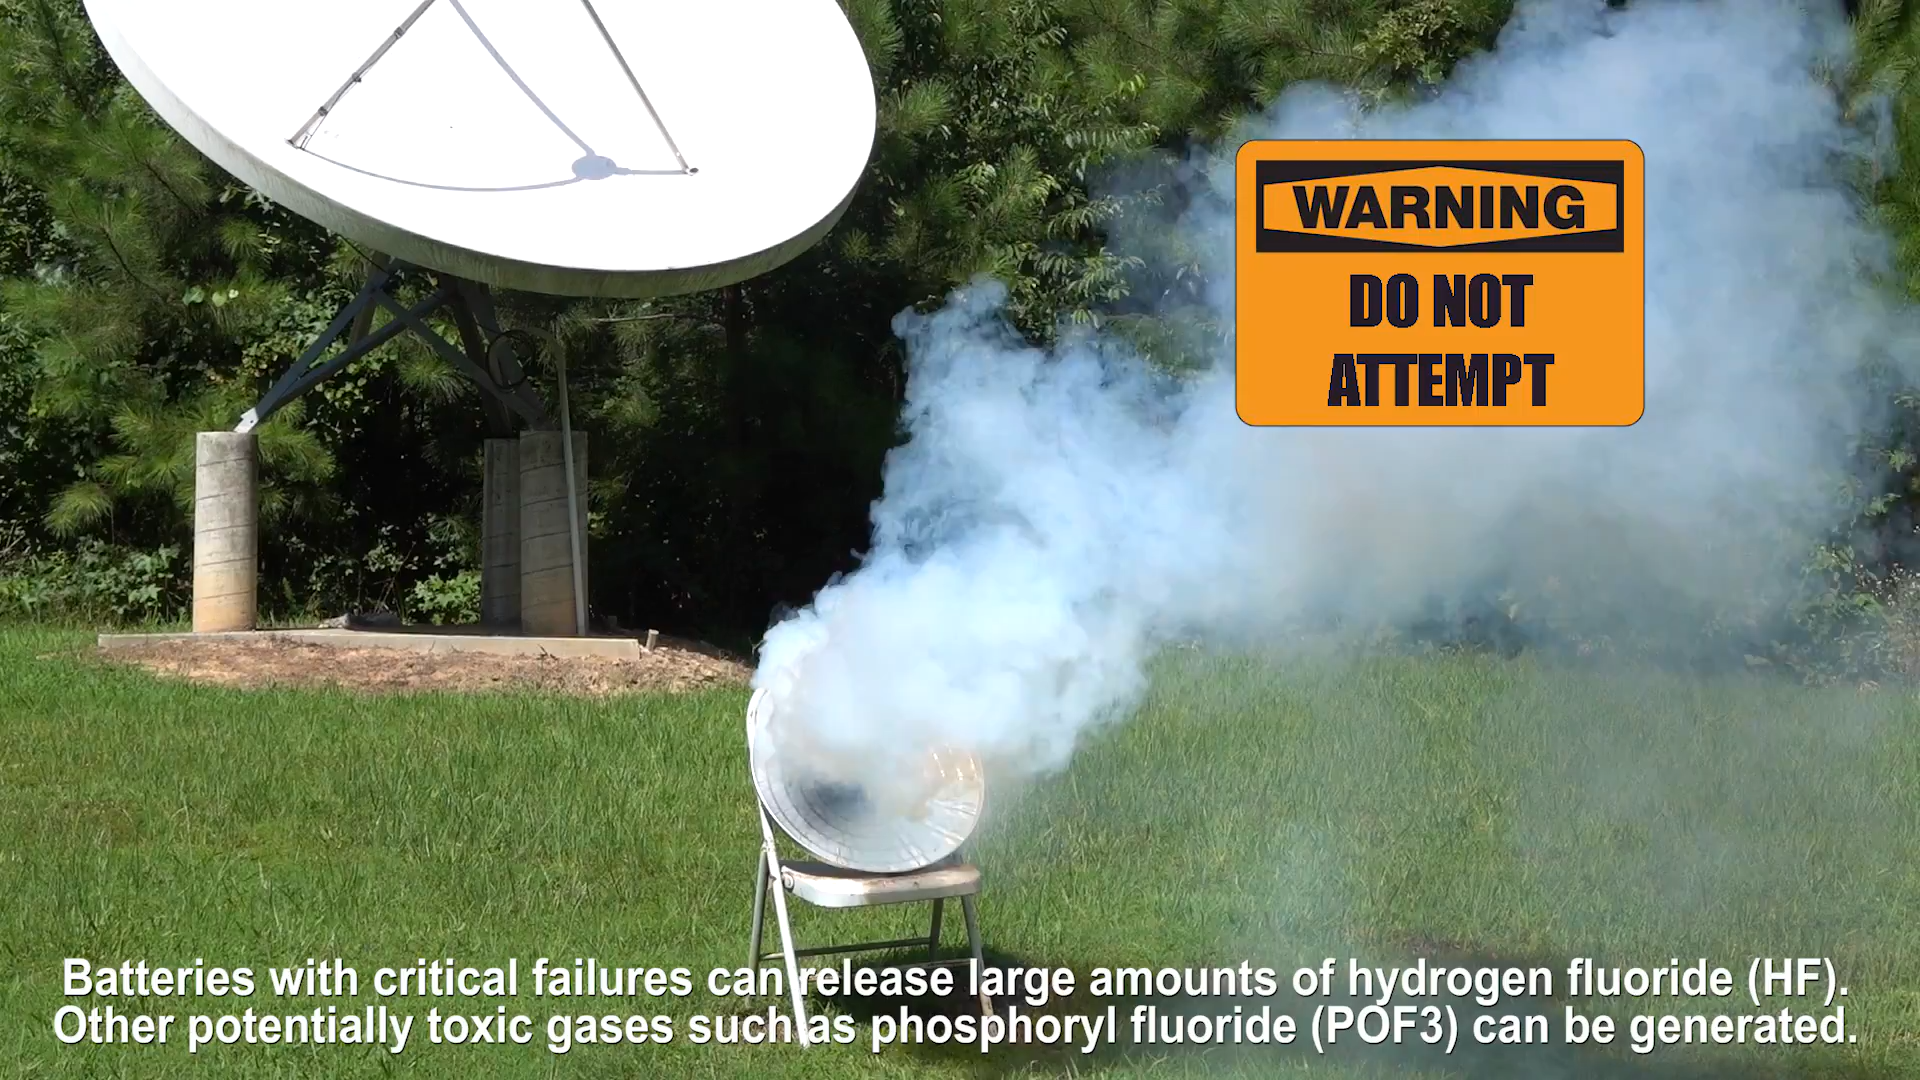 WARNING
DO NOT
ATTEMPT
Batteries with critical failures can release large amounts of hydrogen fluoride (HF).
Other potentially toxic gases such as phosphoryl fluoride (POF3) can be generated.